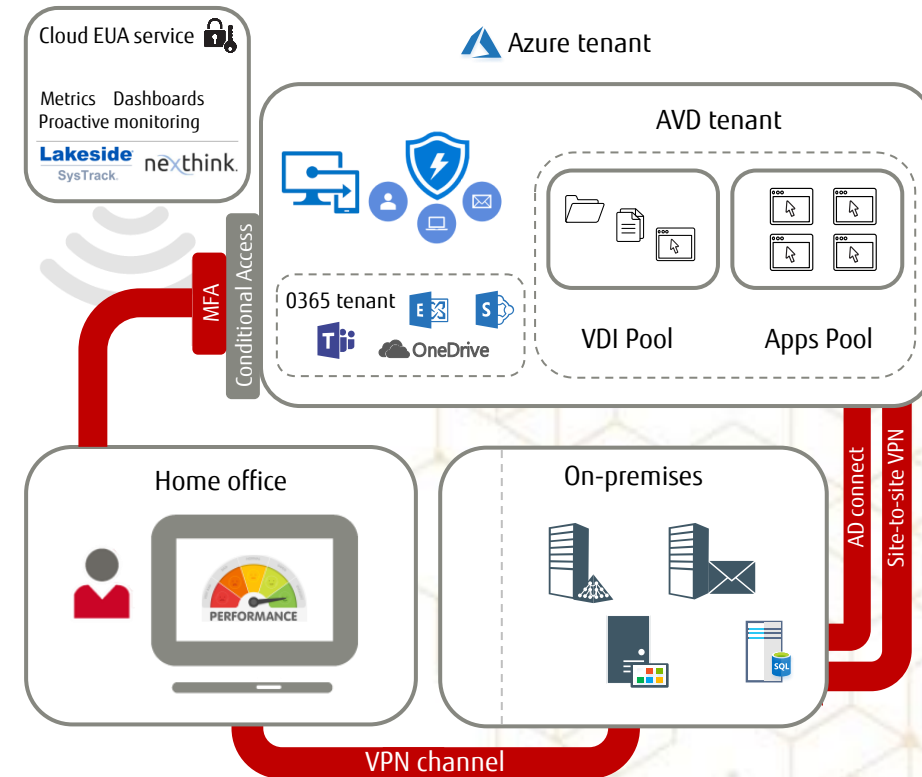 Cloud EUA service
Metrics Dashboards
Proactive monitoring
Lakeside
SysTrack.
nexthink.
Azure tenant
AVD tenant
VDI Pool
Apps Pool
0365 tenant
E
S
T
OneDrive
MFA
Conditional Access
Home office
PERFORMANCE
On-premises
SQL
AD connect
Site-to-site VPN
VPN channel